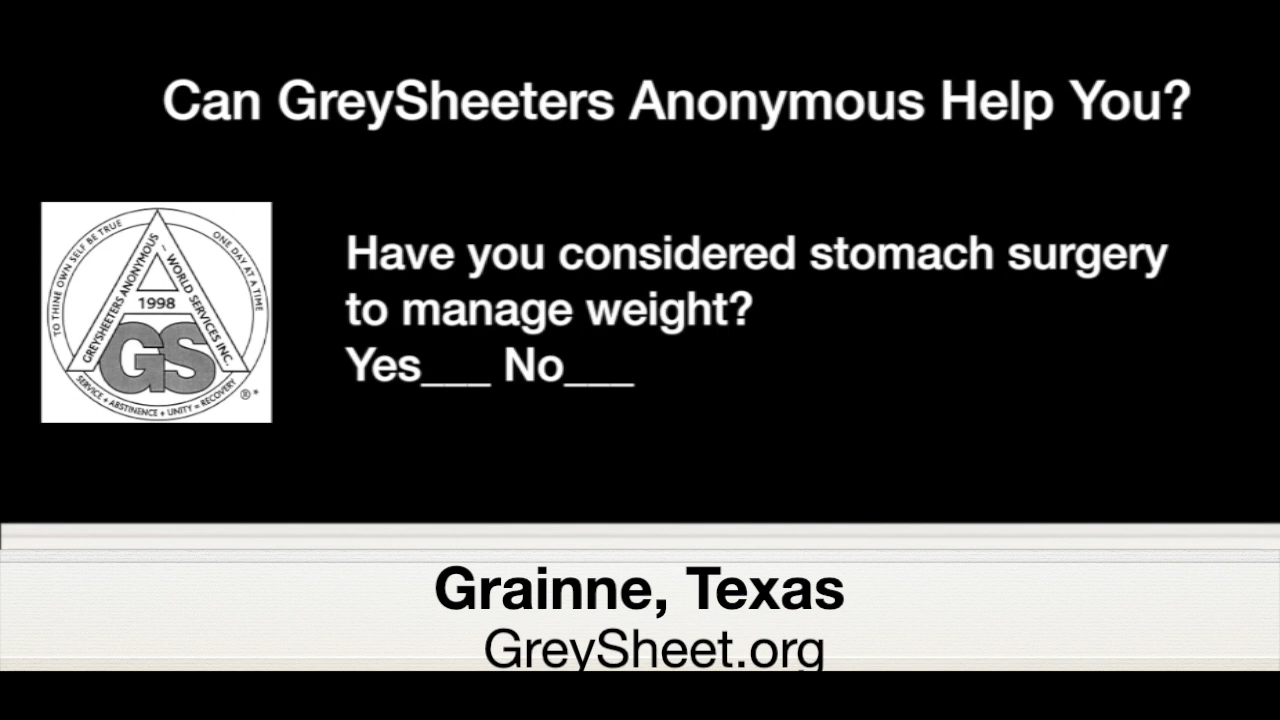 Can GreySheeters Anonymous Help You?
TO THINE OWN SELF BE TRUE
ONE DAY AT A TIME
GREYSHEETERS ANONYMOUS ~ WORLD SERVICES INC.
1998
GS
SERVICE + ABSTINENCE + UNITY = RECOVERY
®*
Have you considered stomach surgery
to manage weight?
Yes___ No___
Grainne, Texas
GreySheet.org